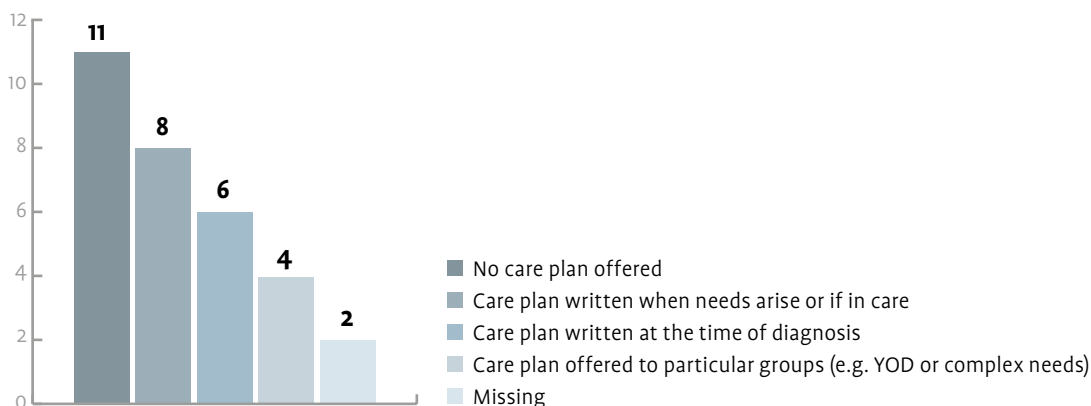 12
11
10
8
8
6
6
4
4
2
2
0
No care plan offered
Care plan written when needs arise or if in care
Care plan written at the time of diagnosis
Care plan offered to particular groups (e.g. YOD or complex needs)
Missing